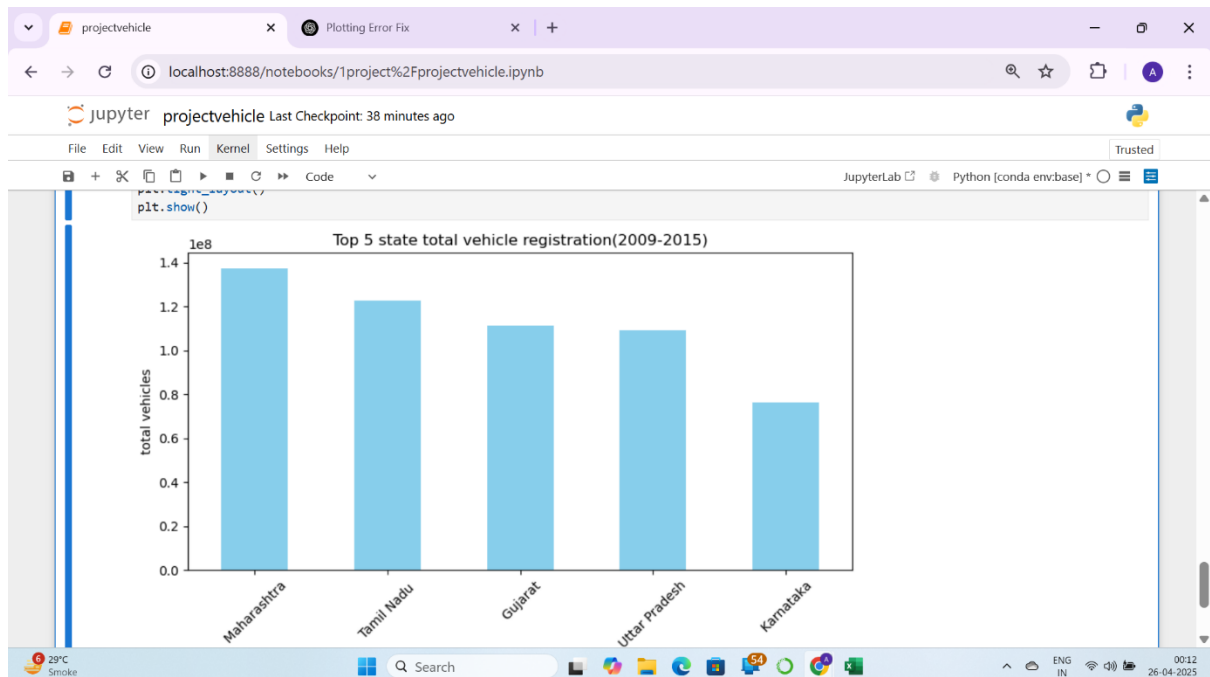 projectvehicle
Plotting Error Fix
localhost:8888/notebooks/1project%2Fprojectvehicle.ipynb
A
jupyter projectvehicle Last Checkpoint: 38 minutes ago
File Edit View Run Kernel Settings Help
Trusted
Code
JupyterLab
Python [conda env:base] *
plt.tight_layout()
plt.show()
Top 5 state total vehicle registration(2009-2015)
1e8
1.4
1.2
1.0
0.8
0.6
0.4
0.2
0.0
total vehicles
Maharashtra
Tamil Nadu
Gujarat
Uttar Pradesh
Karnataka
6
29°C
Smoke
Search
54
ENG
IN
00:12
26-04-2025